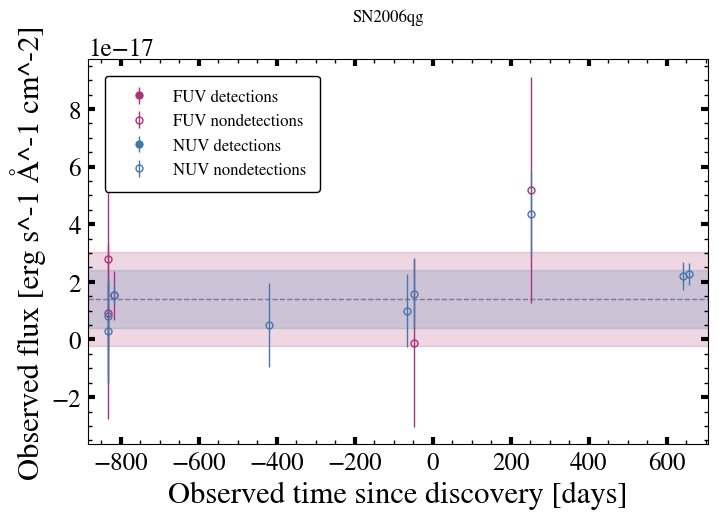 SN2006qg
1e−17
Observed flux [erg s^-1 Å^-1 cm^-2]
8
6
4
2
0
−2
FUV detections
FUV nondetections
NUV detections
NUV nondetections
−800 −600 −400 −200 0 200 400 600
Observed time since discovery [days]